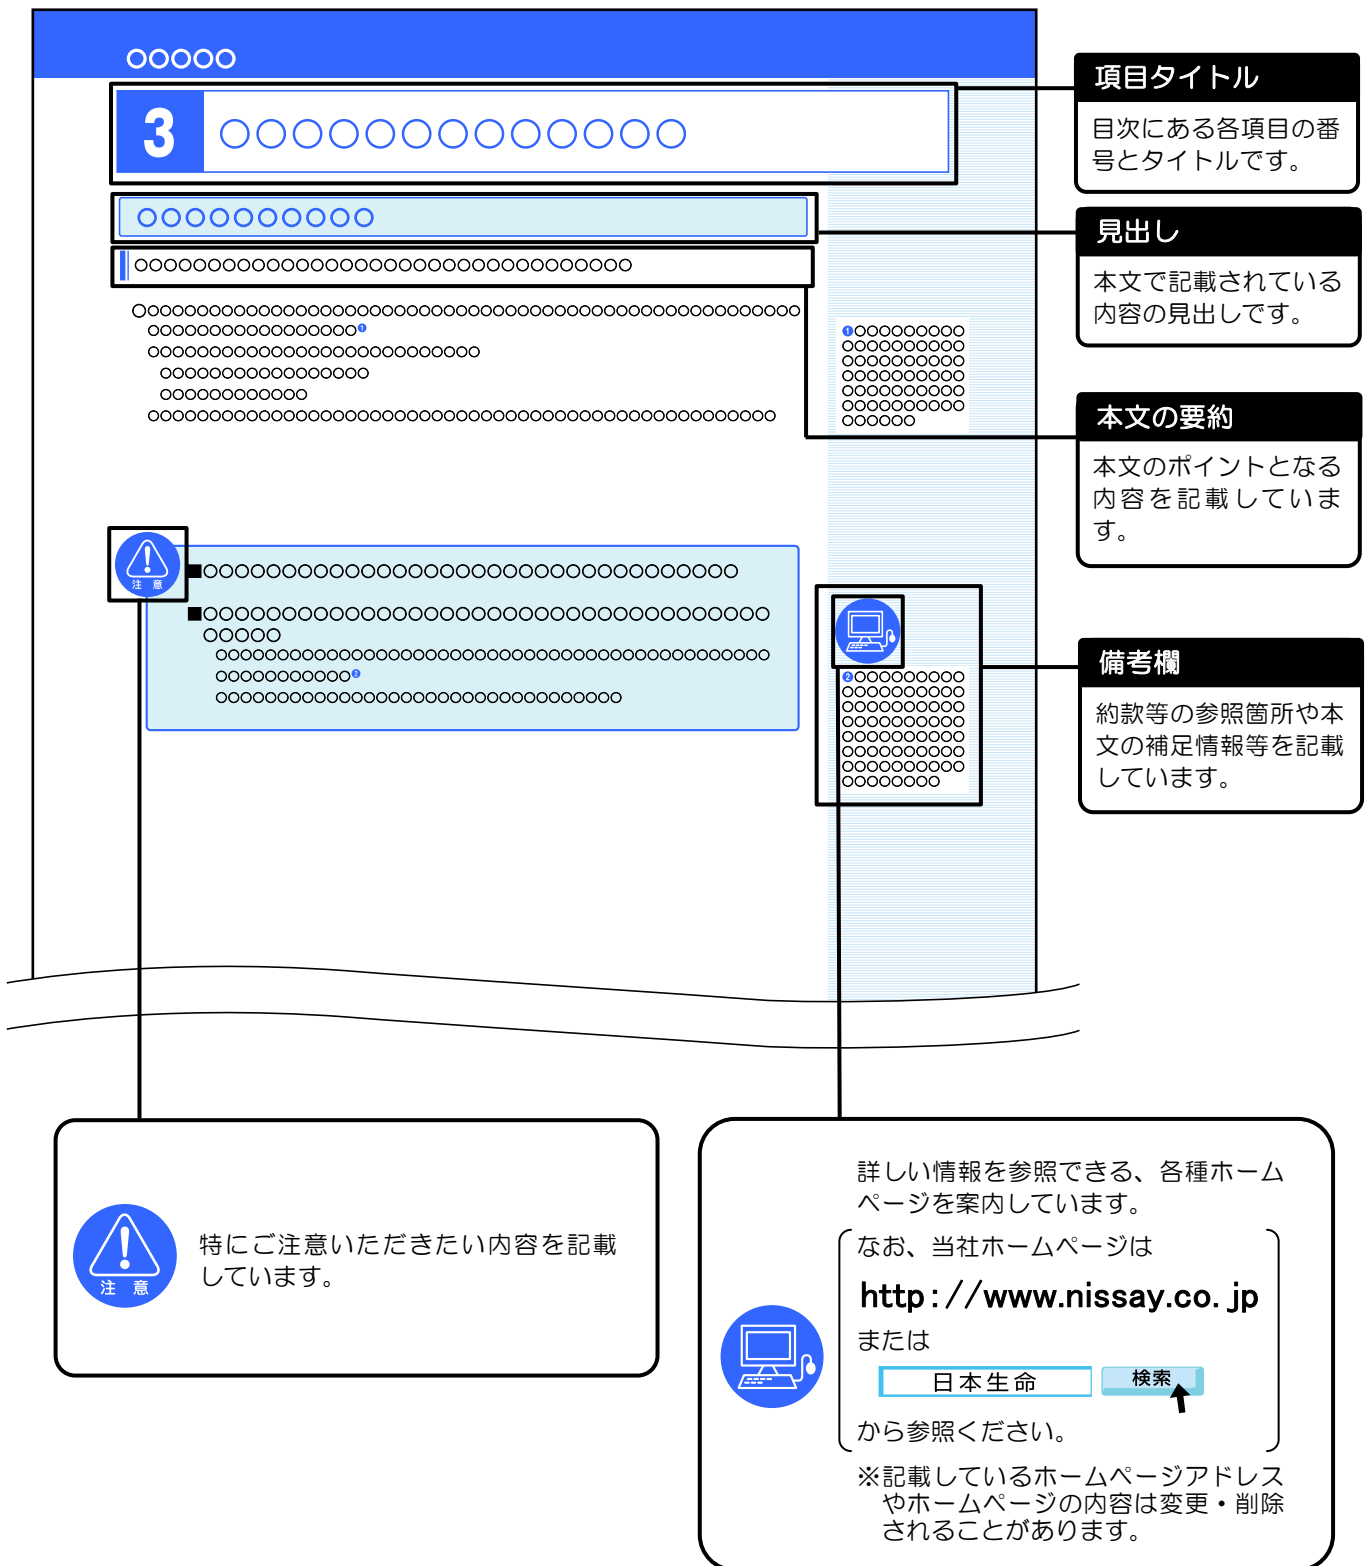 ○○○○○
3 ○○○○○○○○○○○○○
○○○○○○○○○○
○○○○○○○○○○○○○○○○○○○○○○○○○○○○○○○○○○
項目タイトル
目次にある各項目の番
号とタイトルです。
見出し
本文で記載されている
内容の見出しです。
本文の要約
本文のポイントとなる
内容を記載していま
す。
注 意
備考欄
約款等の参照箇所や本
文の補足情報等を記載
しています。
注 意
特にご注意いただきたい内容を記載
しています。
詳しい情報を参照できる、各種ホーム
ページを案内しています。
なお、当社ホームページは
http://www.nissay.co.jp
または
日本生命 検索
から参照ください。
※記載しているホームページアドレス
やホームページの内容は変更・削除
されることがあります。